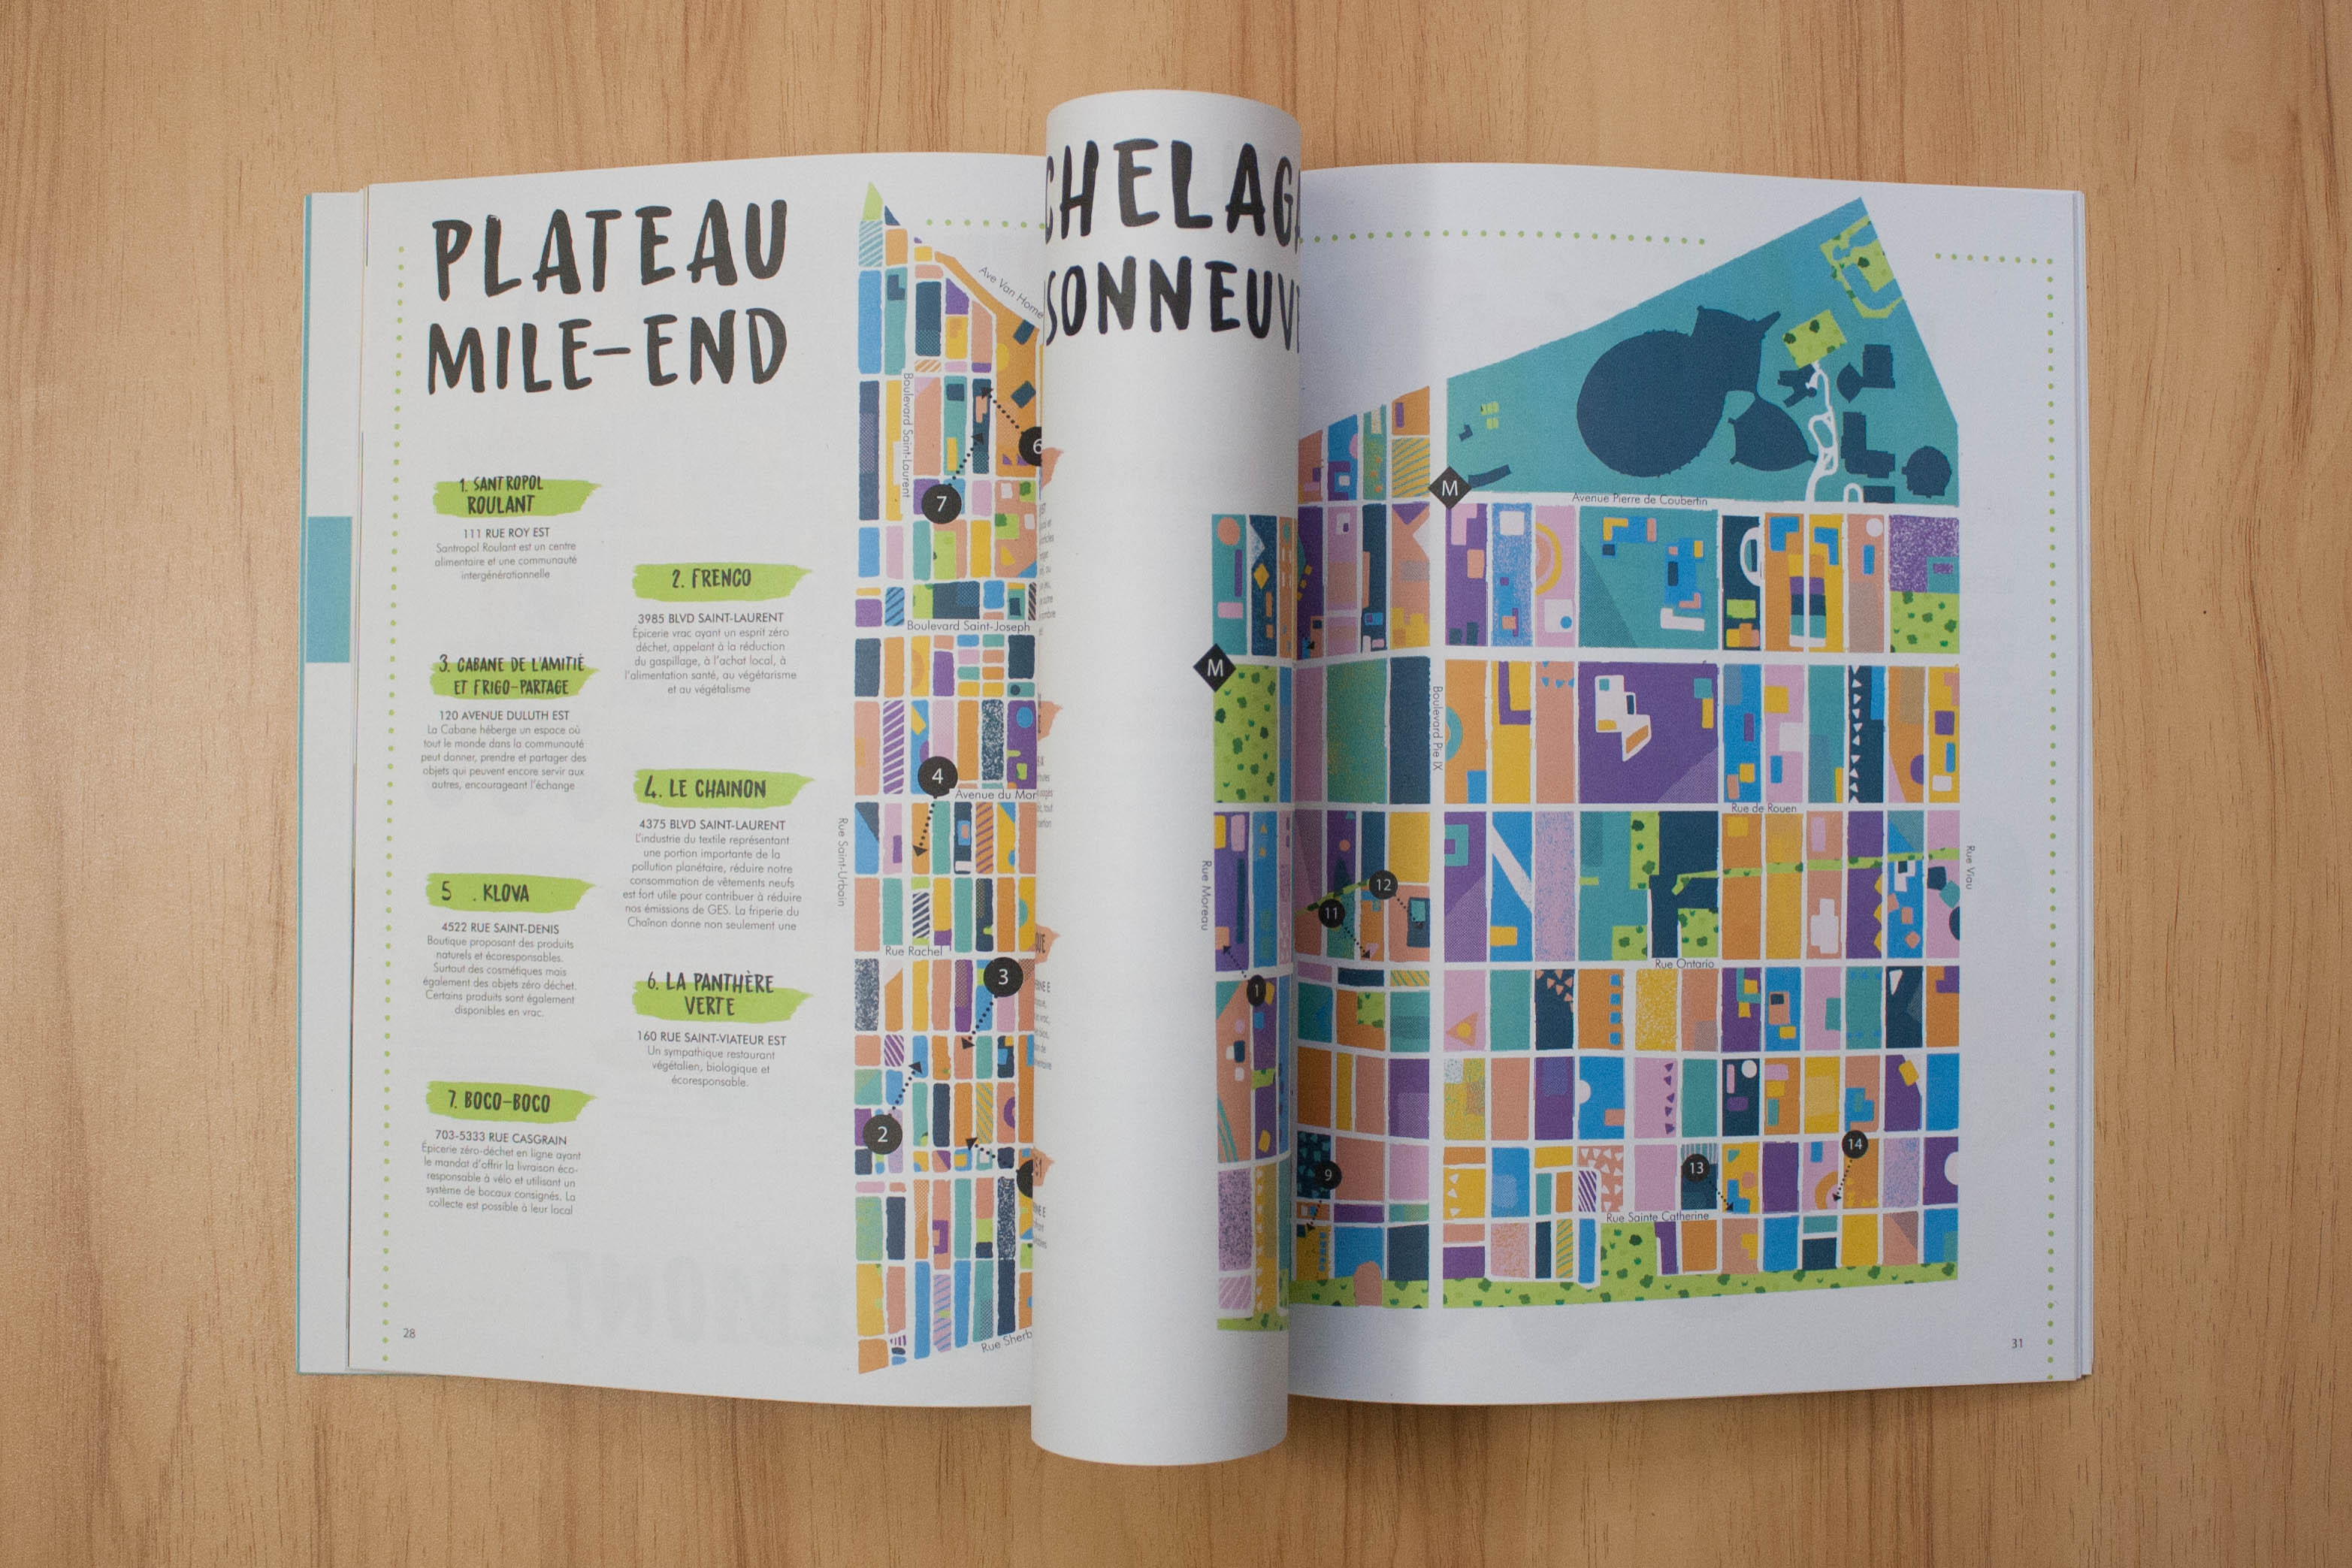 PLATEAU
MILE-END
1. SANTROPOL
ROULANT
111 RUE ROY EST
Santropol Roulant est un centre
alimentaire et une communauté
intergénérationnelle
2. FRENCO
3985 BLVD SAINT-LAURENT
Épicerie vrac ayant un esprit zéro
déchet, appelant à la réduction
du gaspillage, à l'achat local, à
l'alimentation santé, au végétarisme
et au végétalisme
3. CABANE DE L'AMITIÉ
ET FRIGO-PARTAGE
120 AVENUE DULUTH EST
La Cabane héberge un espace où
tout le monde dans la communauté
peut donner, prendre et partager des
objets qui peuvent encore servir aux
autres, encourageant l'échange
4. LE CHAINON
4375 BLVD SAINT-LAURENT
L'industrie du textile représentant
une portion importante de la
pollution planétaire, réduire notre
consommation de vêtements neufs
est fort utile pour contribuer à réduire
nos émissions de GES. La friperie du
Chaînon donne non seulement une
5 . KLOVA
4522 RUE SAINT-DENIS
Boutique proposant des produits
naturels et écoresponsables.
Surtout des cosmétiques mais
également des objets zéro déchet.
Certains produits sont également
disponibles en vrac.
6. LA PANTHÈRE
VERTE
160 RUE SAINT-VIATEUR EST
Un sympathique restaurant
végétalien, biologique et
écoresponsable.
7. BOCO-BOCO
703-5333 RUE CASGRAIN
Épicerie zéro-déchet en ligne ayant
le mandat d'offrir la livraison éco-
responsable à vélo et utilisant un
système de bocaux consignés. La
collecte est possible à leur local
28
Ave Van Horne
Boulevard Saint-Laurent
6
7
Boulevard Saint-Joseph
4
Avenue du Mon
Rue Saint-Urbain
Rue Rachel
3
2
Rue Sherb
CHELAGA
SONNEUVE
M
M
Avenue Pierre de Coubertin
Boulevard Pie IX
Rue de Rouen
Rue Viau
Rue Moreau
12
11
Rue Ontario
1
9
13
14
Rue Sainte Catherine
31